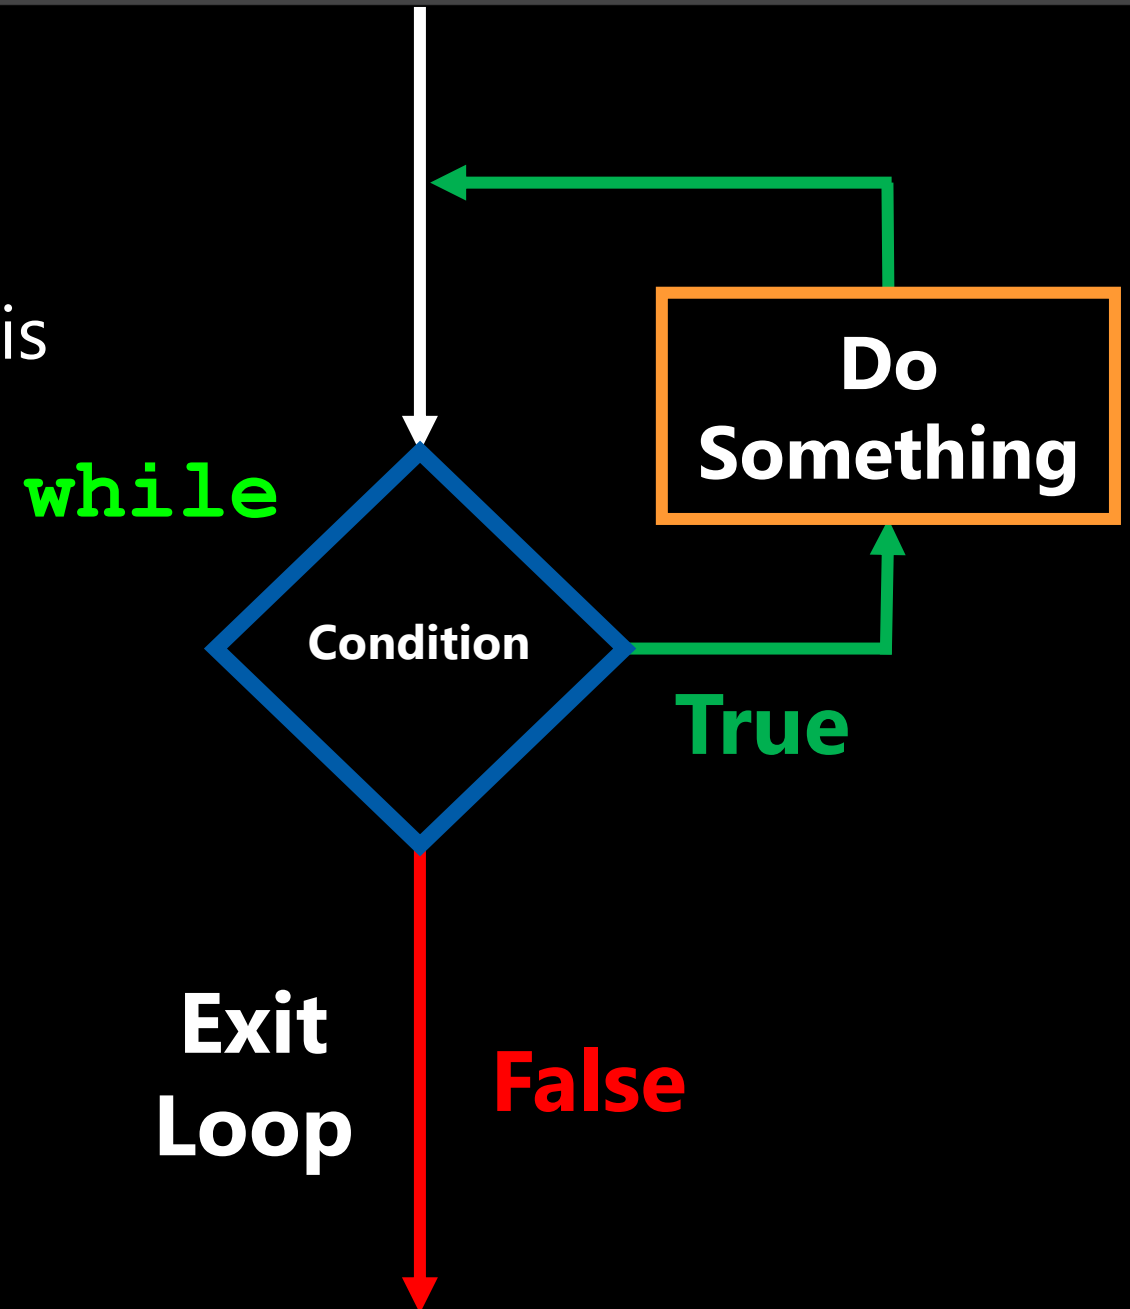 is
Do
Something
while
Condition
True
Exit
Loop
False